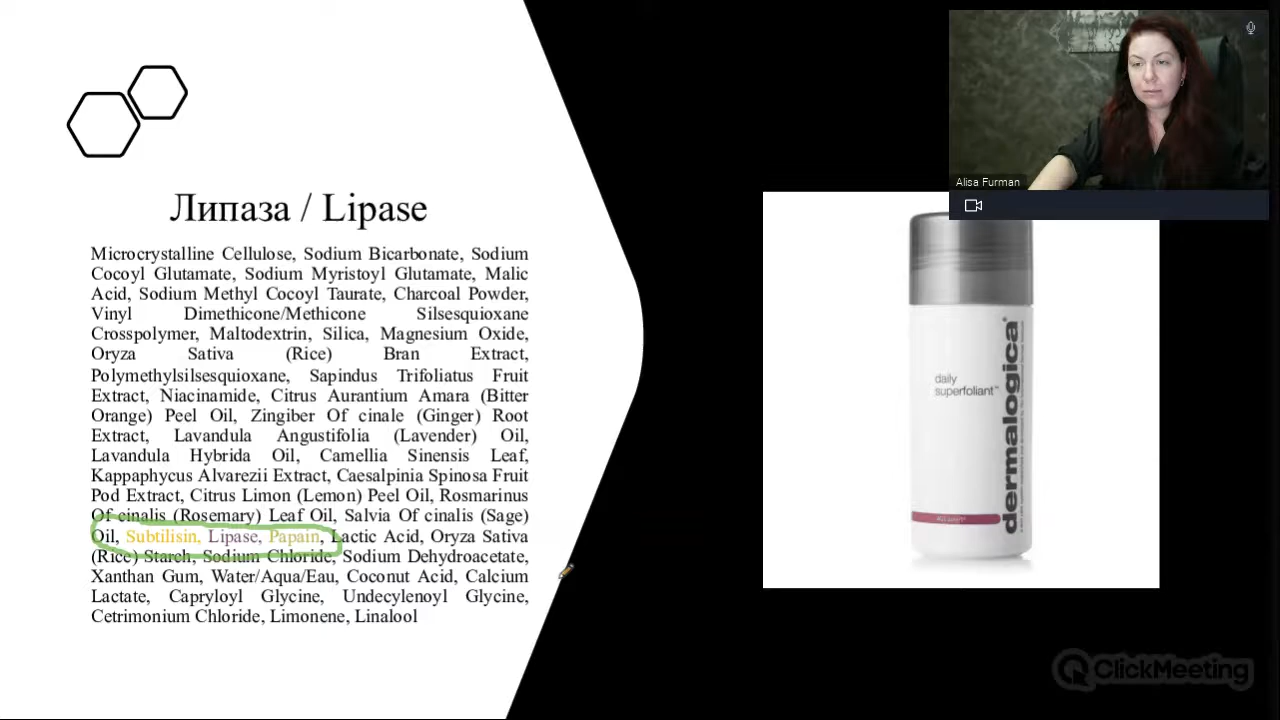 Липаза / Lipase
Microcrystalline Cellulose, Sodium Bicarbonate, Sodium
Cocoyl Glutamate, Sodium Myristoyl Glutamate, Malic
Acid, Sodium Methyl Cocoyl Taurate, Charcoal Powder,
Vinyl Dimethicone/Methicone Silsesquioxane
Crosspolymer, Maltodextrin, Silica, Magnesium Oxide,
Oryza Sativa (Rice) Bran Extract,
Polymethylsilsesquioxane, Sapindus Trifoliatus Fruit
Extract, Niacinamide, Citrus Aurantium Amara (Bitter
Orange) Peel Oil, Zingiber Of cinale (Ginger) Root
Extract, Lavandula Angustifolia (Lavender) Oil,
Lavandula Hybrida Oil, Camellia Sinensis Leaf,
Kappaphycus Alvarezii Extract, Caesalpinia Spinosa Fruit
Pod Extract, Citrus Limon (Lemon) Peel Oil, Rosmarinus
Of cinalis (Rosemary) Leaf Oil, Salvia Of cinalis (Sage)
Oil, Subtilisin, Lipase, Papain, Lactic Acid, Oryza Sativa
(Rice) Starch, Sodium Chloride, Sodium Dehydroacetate,
Xanthan Gum, Water/Aqua/Eau, Coconut Acid, Calcium
Lactate, Capryloyl Glycine, Undecylenoyl Glycine,
Cetrimonium Chloride, Limonene, Linalool
Alisa Furman
daily
superfoliant™
dermalogica®
ClickMeeting